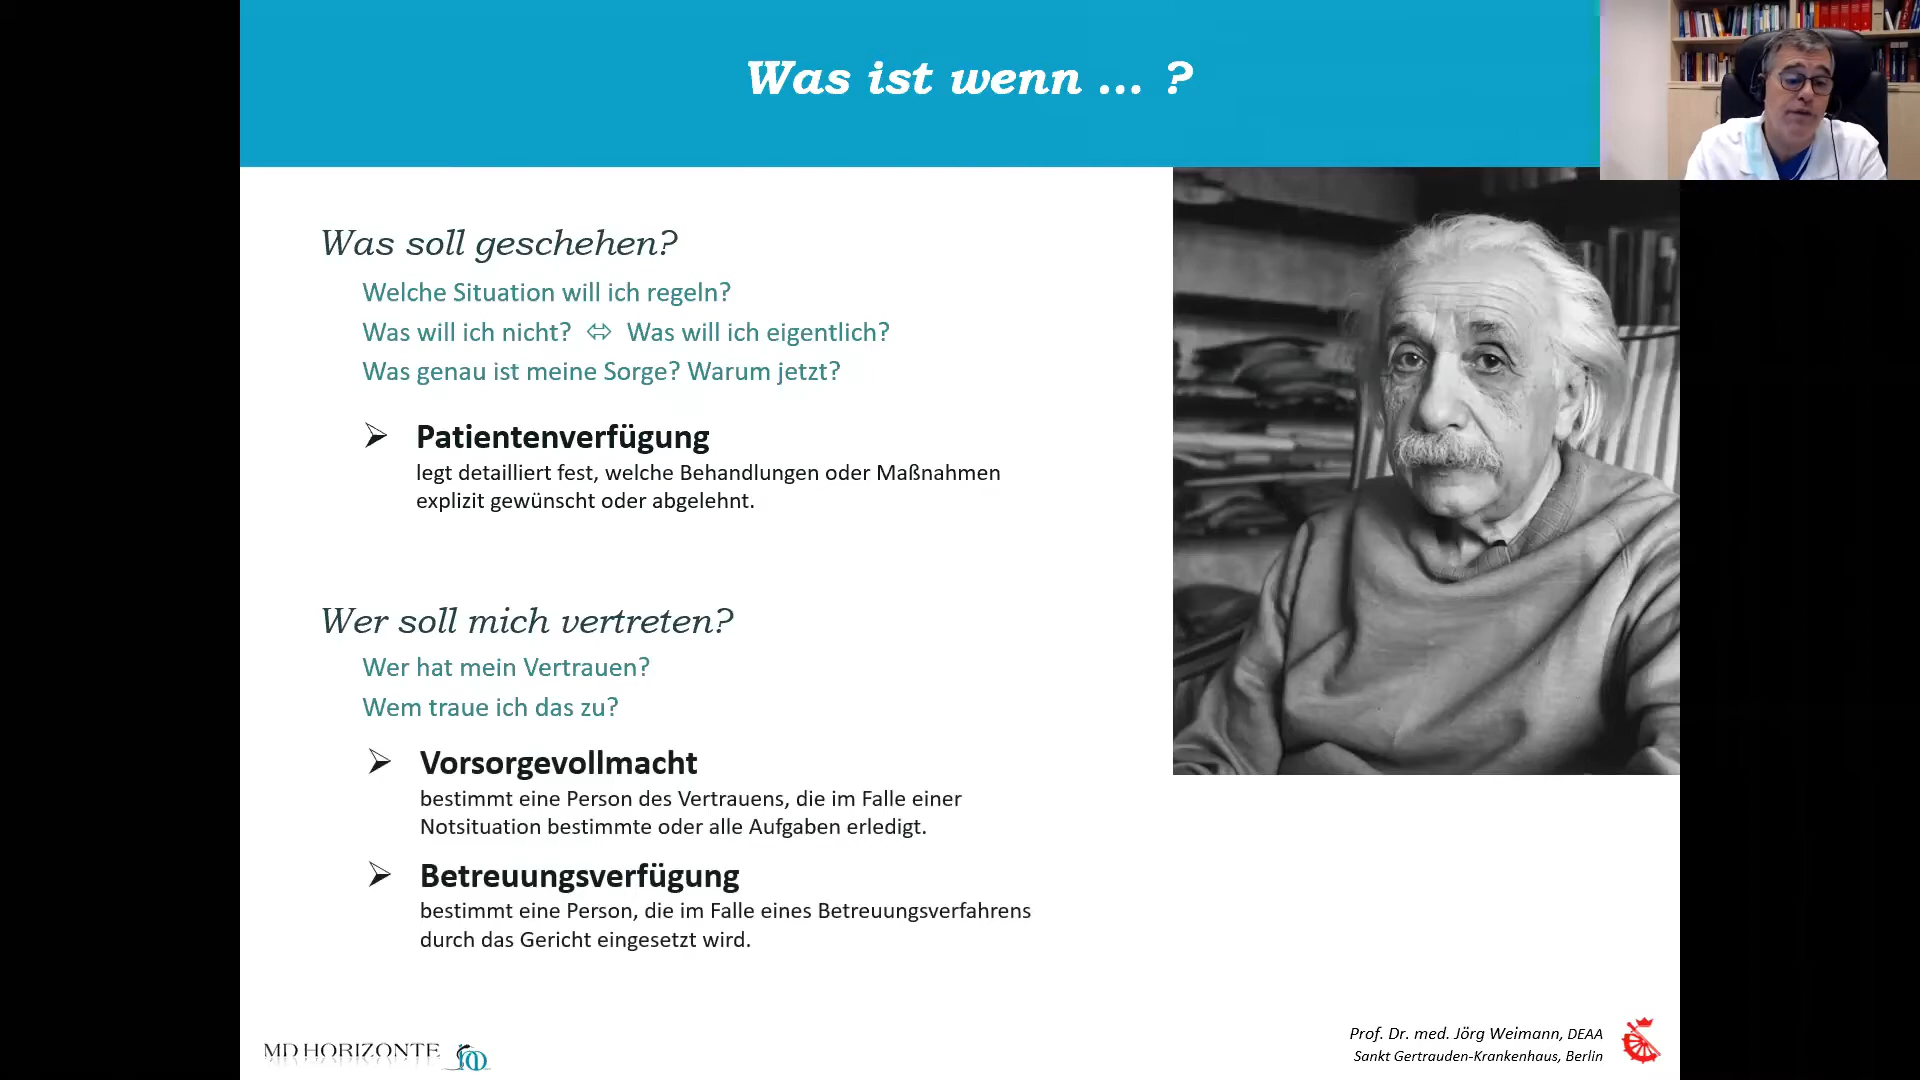 Was ist wenn ... ?
Was soll geschehen?
Welche Situation will ich regeln?
Was will ich nicht? ⇔ Was will ich eigentlich?
Was genau ist meine Sorge? Warum jetzt?
➢ Patientenverfügung
legt detailliert fest, welche Behandlungen oder Maßnahmen
explizit gewünscht oder abgelehnt.
Wer soll mich vertreten?
Wer hat mein Vertrauen?
Wem traue ich das zu?
➢ Vorsorgevollmacht
bestimmt eine Person des Vertrauens, die im Falle einer
Notsituation bestimmte oder alle Aufgaben erledigt.
➢ Betreuungsverfügung
bestimmt eine Person, die im Falle eines Betreuungsverfahrens
durch das Gericht eingesetzt wird.
MD HORIZONTE
Prof. Dr. med. Jörg Weimann, DEAA
Sankt Gertrauden-Krankenhaus, Berlin